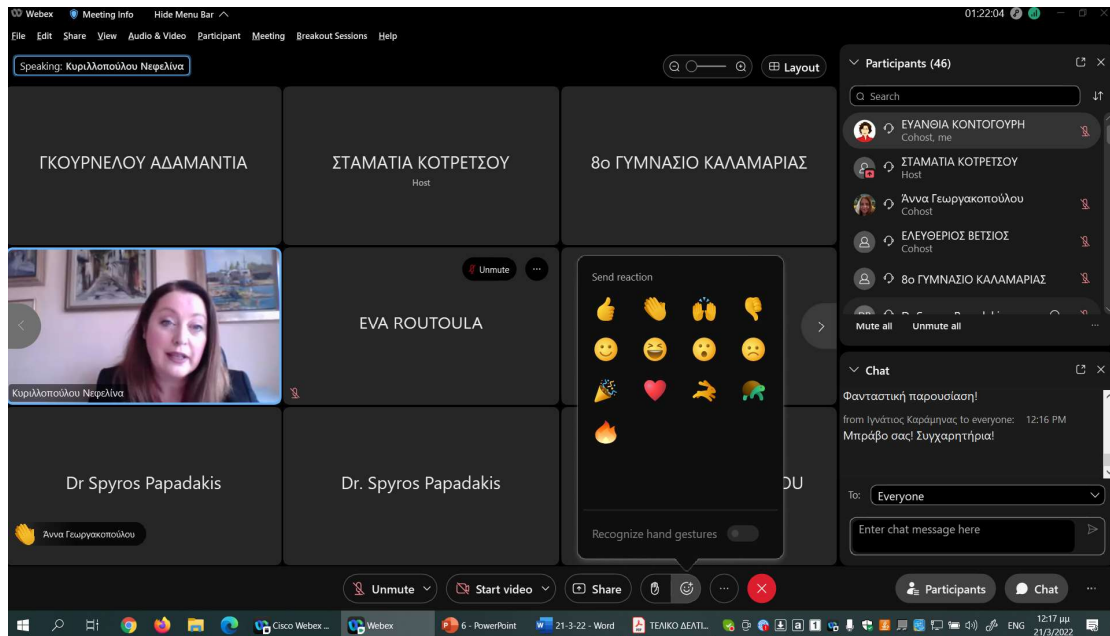 Webex Meeting Info Hide Menu Bar 01:22:04
File Edit Share View Audio & Video Participant Meeting Breakout Sessions Help
Speaking: Κυριλλοπούλου Νεφελίνα
Layout
ΓΚΟΥΡΝΕΛΟΥ ΑΔΑΜΑΝΤΙΑ
ΣΤΑΜΑΤΙΑ ΚΟΤΡΕΤΣΟΥ
Host
8ο ΓΥΜΝΑΣΙΟ ΚΑΛΑΜΑΡΙΑΣ
Κυριλλοπούλου Νεφελίνα
Unmute
EVA ROUTOULA
Dr Spyros Papadakis
Άννα Γεωργακοπούλου
Dr. Spyros Papadakis
ΟU
Send reaction
Recognize hand gestures
Participants (46)
Search
ΕΥΑΝΘΙΑ ΚΟΝΤΟΓΟΥΡΗ
Cohost, me
ΣΤΑΜΑΤΙΑ ΚΟΤΡΕΤΣΟΥ
Host
Άννα Γεωργακοπούλου
Cohost
ΕΛΕΥΘΕΡΙΟΣ ΒΕΤΣΙΟΣ
Cohost
8ο ΓΥΜΝΑΣΙΟ ΚΑΛΑΜΑΡΙΑΣ
Mute all Unmute all
Chat
Φανταστική παρουσίαση!
from Ιγνάτιος Καράμηνας to everyone: 12:16 PM
Μπράβο σας! Συγχαρητήρια!
To: Everyone
Enter chat message here
Unmute Start video Share Participants Chat
Cisco Webex ... Webex 6 - PowerPoint 21-3-22 - Word ΤΕΛΙΚΟ ΔΕΛΤΙ... ENG 12:17 μμ
21/3/2022